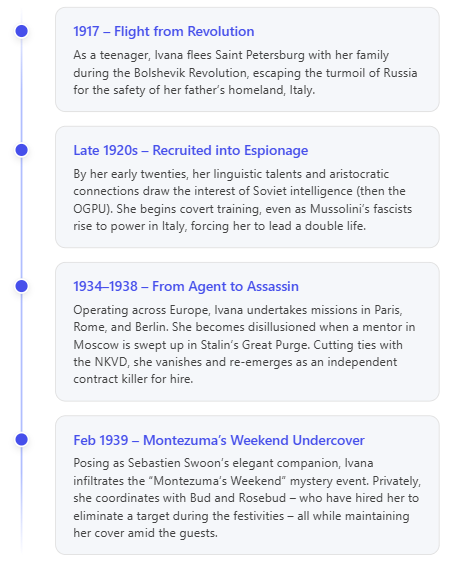 1917 – Flight from Revolution
As a teenager, Ivana flees Saint Petersburg with her family
during the Bolshevik Revolution, escaping the turmoil of Russia
for the safety of her father’s homeland, Italy.
Late 1920s – Recruited into Espionage
By her early twenties, her linguistic talents and aristocratic
connections draw the interest of Soviet intelligence (then the
OGPU). She begins covert training, even as Mussolini’s fascists
rise to power in Italy, forcing her to lead a double life.
1934–1938 – From Agent to Assassin
Operating across Europe, Ivana undertakes missions in Paris,
Rome, and Berlin. She becomes disillusioned when a mentor in
Moscow is swept up in Stalin’s Great Purge. Cutting ties with
the NKVD, she vanishes and re-emerges as an independent
contract killer for hire.
Feb 1939 – Montezuma’s Weekend Undercover
Posing as Sebastien Swoon’s elegant companion, Ivana
infiltrates the “Montezuma’s Weekend” mystery event. Privately,
she coordinates with Bud and Rosebud – who have hired her to
eliminate a target during the festivities – all while maintaining
her cover amid the guests.